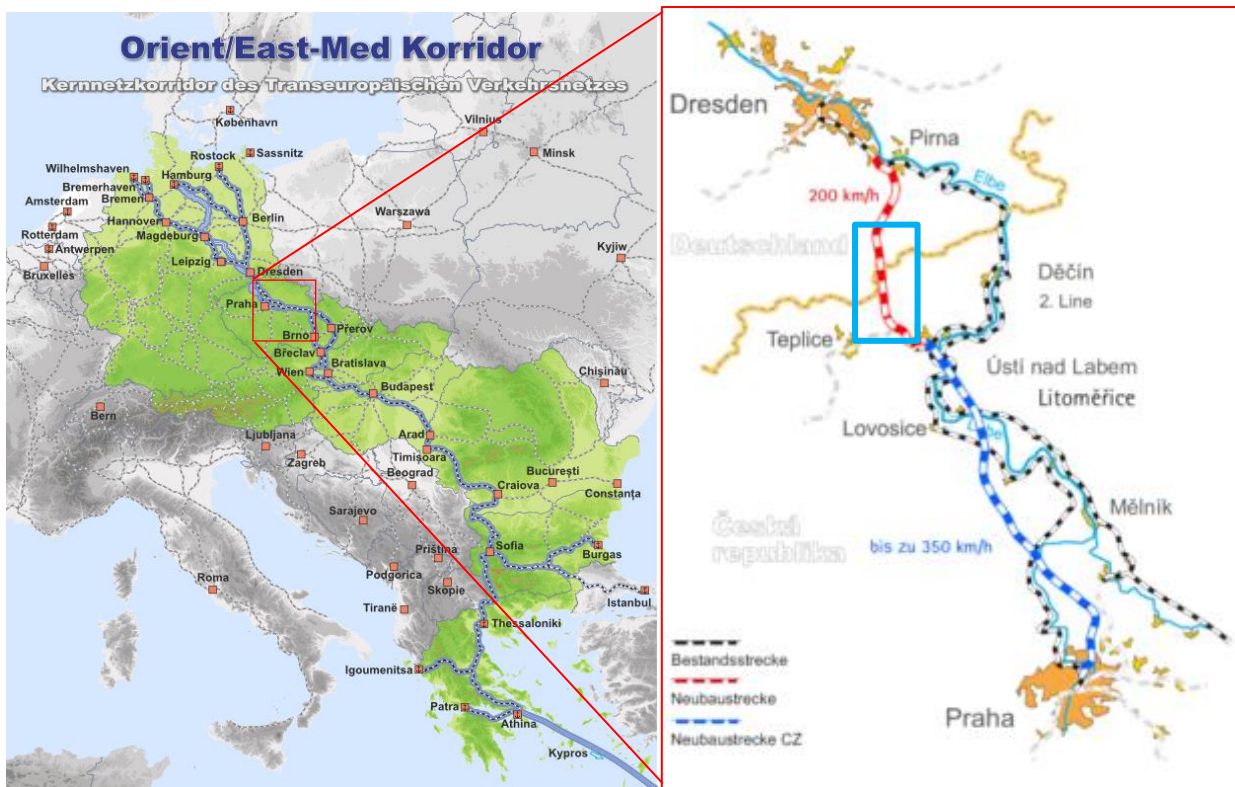 Orient/East-Med Korridor
Kernnetzkorridor des Transeuropäischen Verkehrsnetzes
København
Vilnius
Minsk
Rostock
Sassnitz
Wilhelmshaven
Hamburg
Bremerhaven
Bremen
Amsterdam
Hannover
Berlin
Warszawa
Rotterdam
Magdeburg
Antwerpen
Kyjiw
Leipzig
Bruxelles
Dresden
Praha
Přerov
Brno
Břeclav
Bratislava
Wien
Chișinău
Budapest
Bern
Arad
Ljubljana
Timișoara
Zagreb
Beograd
București
Craiova
Constanța
Sarajevo
Priština
Sofia
Burgas
Podgorica
Skopie
Roma
Istanbul
Tiranë
Thessaloniki
Igoumenitsa
Patra
Athina
Kypros
Dresden
Pirna
Elbe
200 km/h
Deutschland
Děčín
2. Line
Teplice
Ústí nad Labem
Litoměřice
Lovosice
Mělník
Česká
republika
bis zu 350 km/h
Bestandsstrecke
Neubaustrecke
Praha
Neubaustrecke CZ